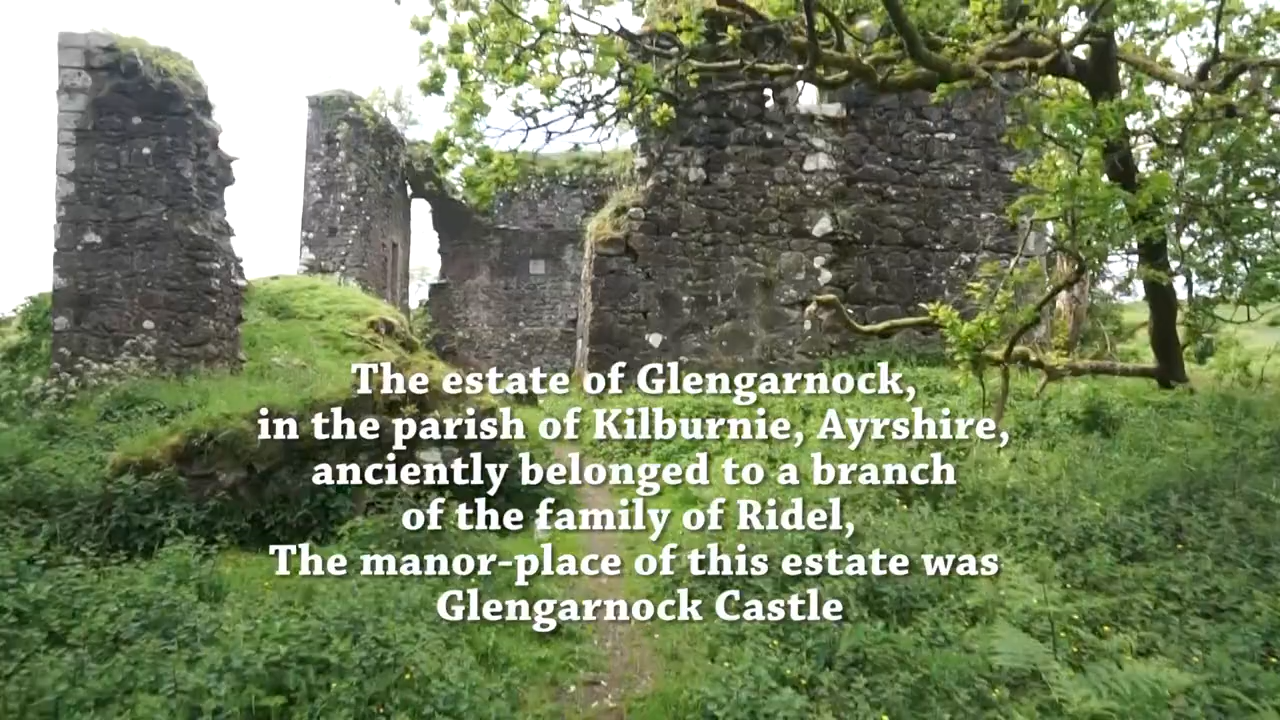 The estate of Glengarnock,
in the parish of Kilburnie, Ayrshire,
anciently belonged to a branch
of the family of Ridel,
The manor-place of this estate was
Glengarnock Castle